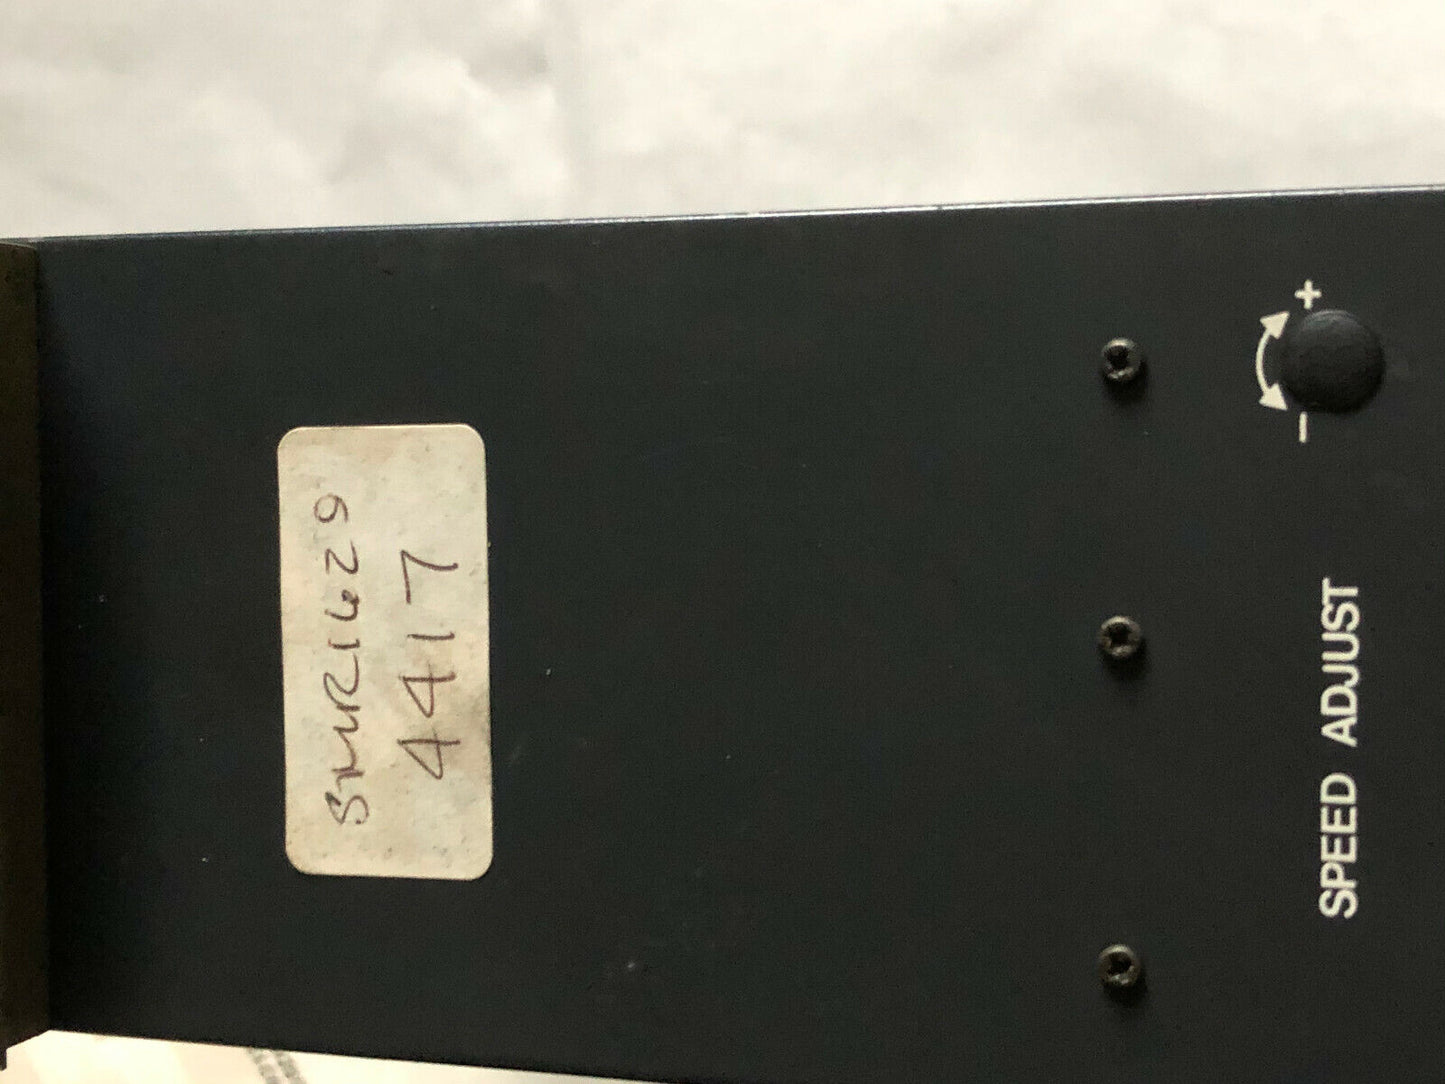 SMR1629
4417
+
−
SPEED ADJUST